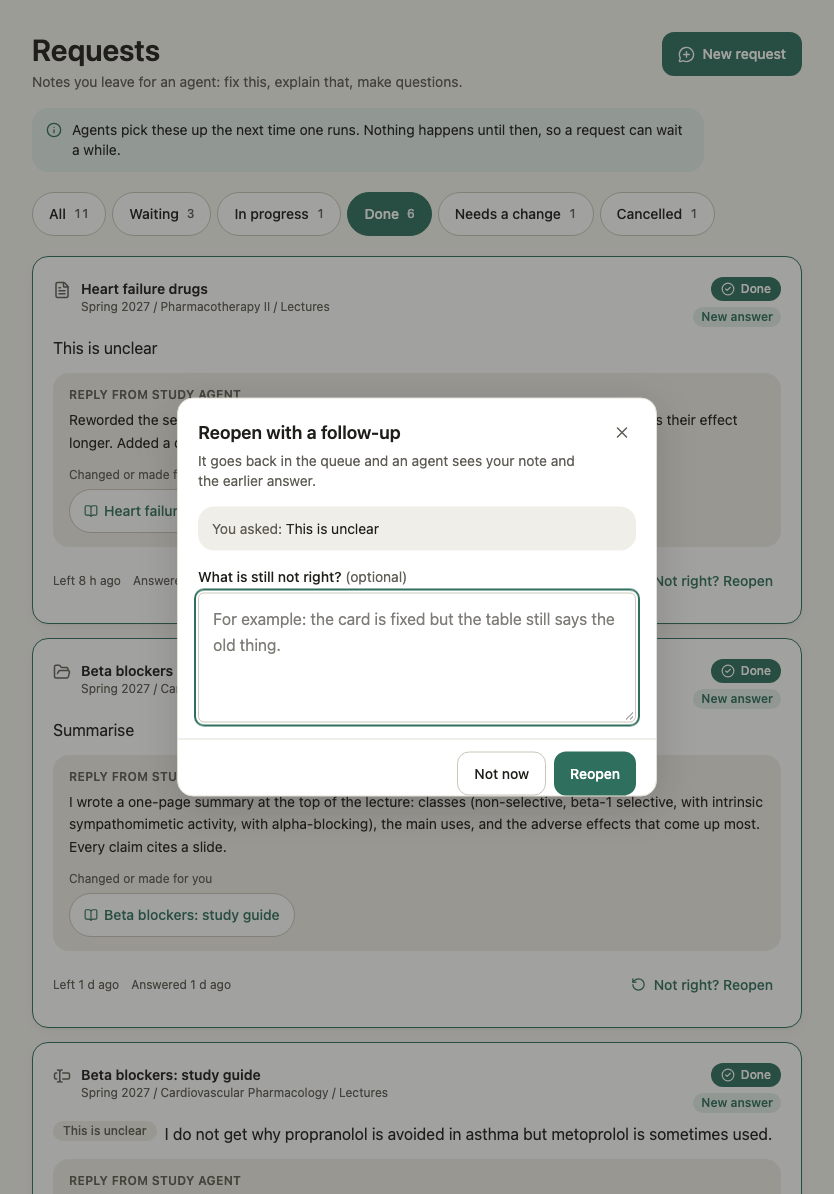 Requests
New request
Notes you leave for an agent: fix this, explain that, make questions.
Agents pick these up the next time one runs. Nothing happens until then, so a request can wait
a while.
All 11
Waiting 3
In progress 1
Done 6
Needs a change 1
Cancelled 1
Heart failure drugs
Spring 2027 / Pharmacotherapy II / Lectures
Done
New answer
This is unclear
REPLY FROM STUDY AGENT
Reworded the se
s their effect
longer. Added a
Changed or made f
Heart failur
Left 8 h ago
Answere
Not right? Reopen
Reopen with a follow-up
It goes back in the queue and an agent sees your note and
the earlier answer.
You asked: This is unclear
What is still not right? (optional)
For example: the card is fixed but the table still says the
old thing.
Not now
Reopen
Beta blockers
Spring 2027 / Ca
Done
New answer
Summarise
REPLY FROM STU
I wrote a one-page summary at the top of the lecture: classes (non-selective, beta-1 selective, with intrinsic
sympathomimetic activity, with alpha-blocking), the main uses, and the adverse effects that come up most.
Every claim cites a slide.
Changed or made for you
Beta blockers: study guide
Left 1 d ago
Answered 1 d ago
Not right? Reopen
Beta blockers: study guide
Spring 2027 / Cardiovascular Pharmacology / Lectures
Done
New answer
This is unclear
I do not get why propranolol is avoided in asthma but metoprolol is sometimes used.
REPLY FROM STUDY AGENT